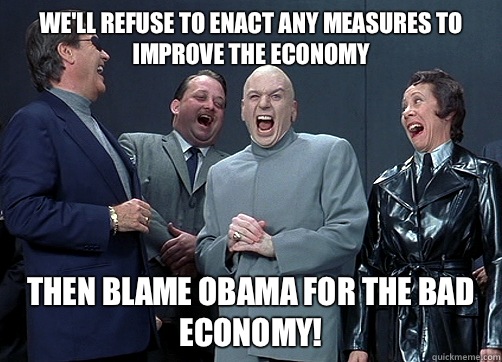 WE'LL REFUSE TO ENACT ANY MEASURES TO
IMPROVE THE ECONOMY
THEN BLAME OBAMA FOR THE BAD
ECONOMY!
quickmeme.com